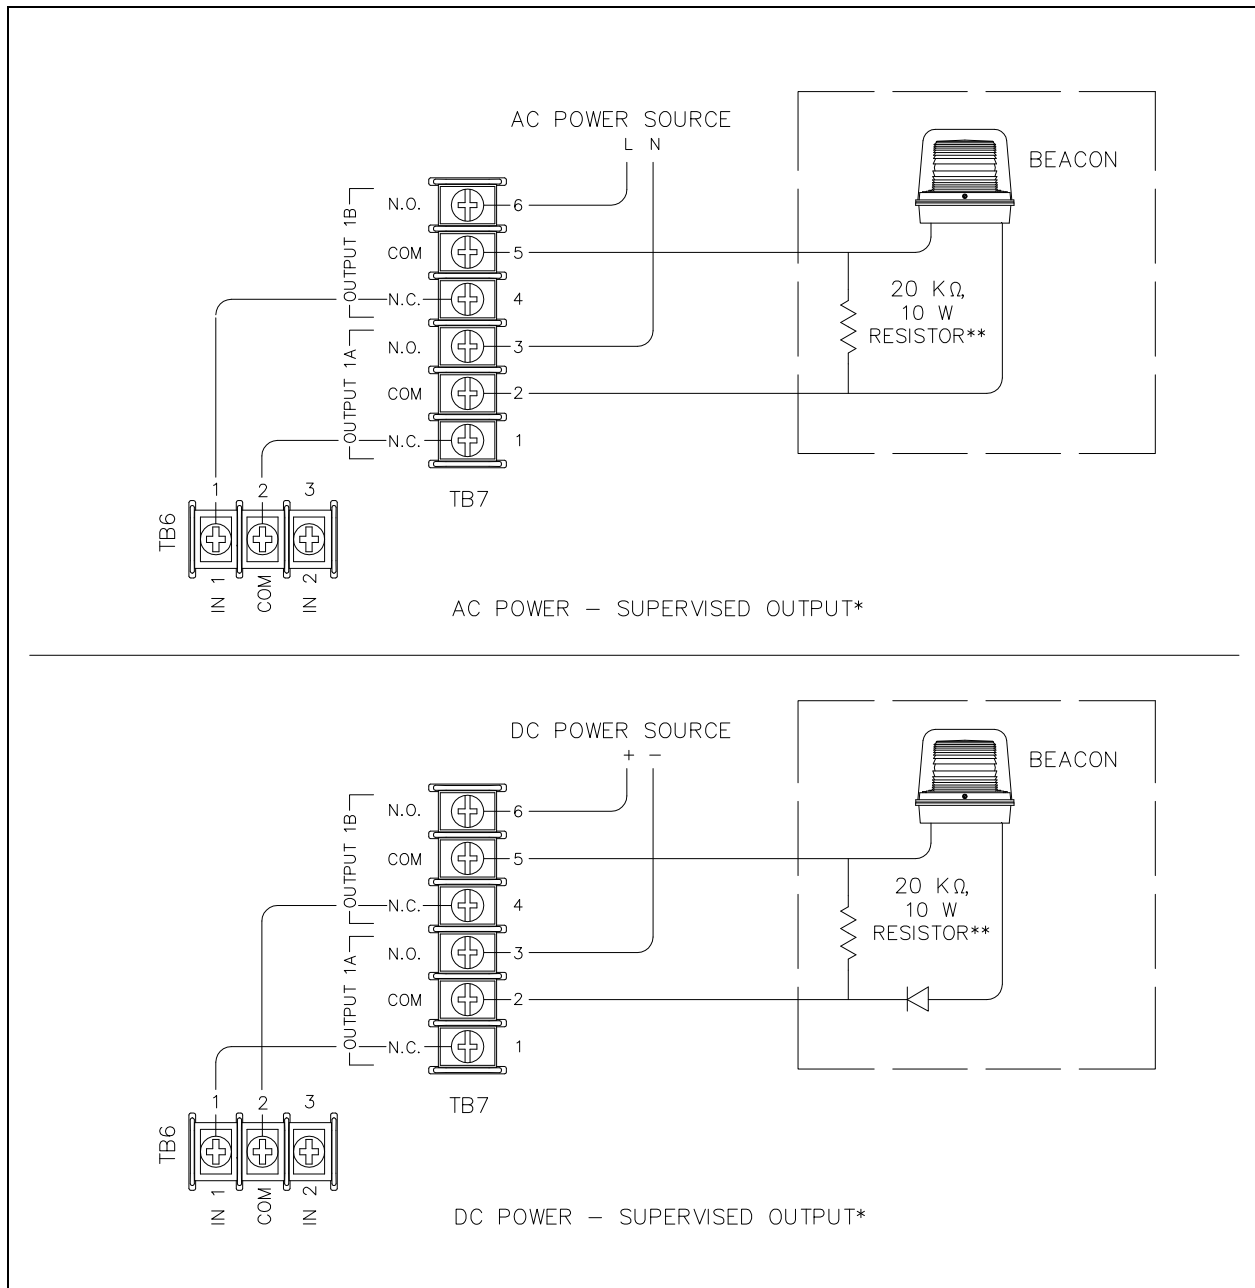 AC POWER SOURCE
L N
BEACON
OUTPUT 1B
N.O. 6
COM 5
N.C. 4
OUTPUT 1A
N.O. 3
COM 2
N.C. 1
20 KΩ,
10 W
RESISTOR**
TB7
1 2 3
TB6
IN 1
COM
IN 2
AC POWER – SUPERVISED OUTPUT*
DC POWER SOURCE
+ –
BEACON
OUTPUT 1B
N.O. 6
COM 5
N.C. 4
OUTPUT 1A
N.O. 3
COM 2
N.C. 1
20 KΩ,
10 W
RESISTOR**
TB7
1 2 3
TB6
IN 1
COM
IN 2
DC POWER – SUPERVISED OUTPUT*